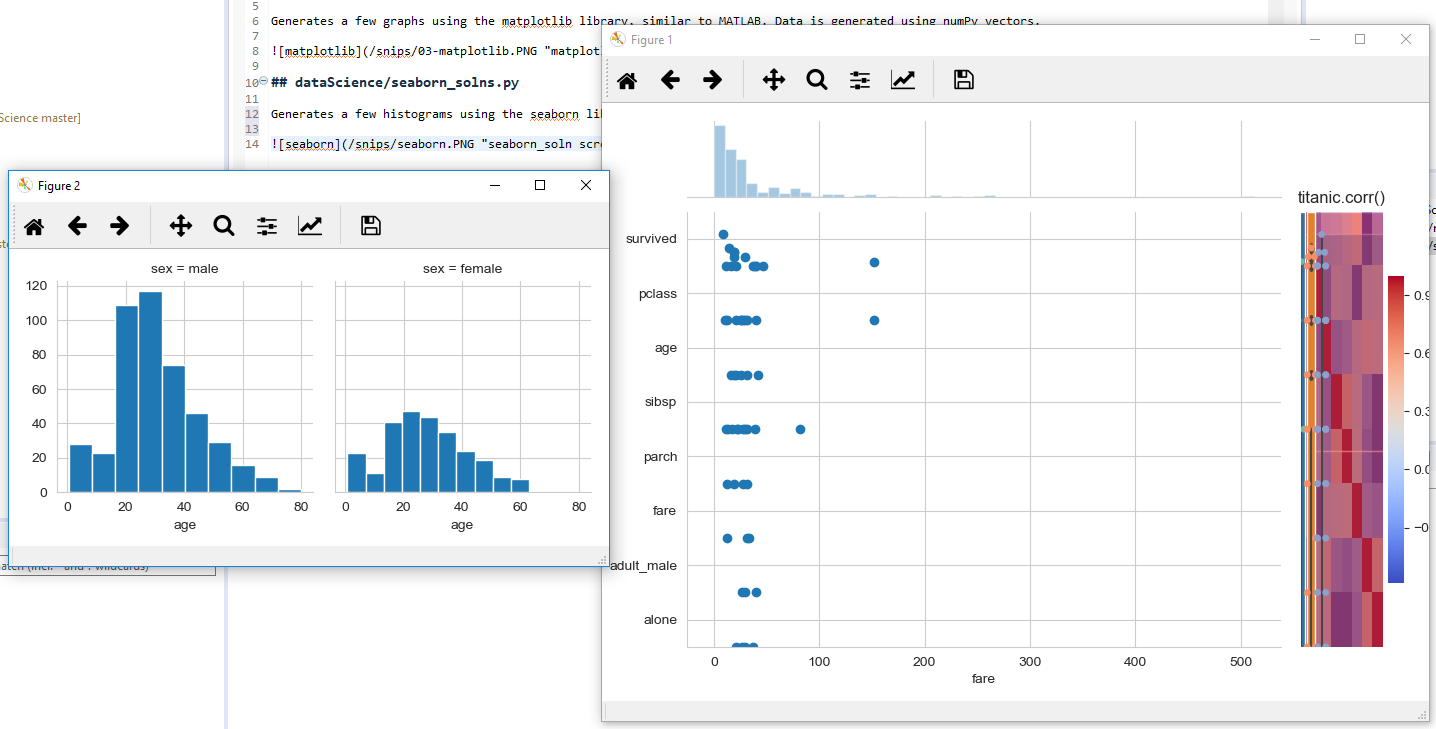 5
6 Generates a few graphs using the matplotlib library, similar to MATLAB. Data is generated using numPy vectors.
7
8 ![matplotlib](/snips/03-matplotlib.PNG "matplot
9
10 ## dataScience/seaborn_solns.py
11
12 Generates a few histograms using the seaborn lib
13
14 ![seaborn](/snips/seaborn.PNG "seaborn_soln scre
Science master]
Figure 2
sex = male
sex = female
120
100
80
60
40
20
0
0 20 40 60 80
age
0 20 40 60 80
age
Figure 1
survived
pclass
age
sibsp
parch
fare
adult_male
alone
0 100 200 300 400 500
fare
titanic.corr()
0.9
0.6
0.3
0.0
−0